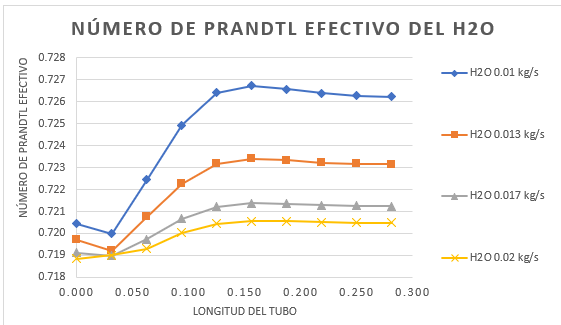 NÚMERO DE PRANDTL EFECTIVO DEL H2O
NÚMERO DE PRANDTL EFECTIVO
0.728
0.727
0.726
0.725
0.724
0.723
0.722
0.721
0.720
0.719
0.718
0.000 0.050 0.100 0.150 0.200 0.250 0.300
LONGITUD DEL TUBO
H2O 0.01 kg/s
H2O 0.013 kg/s
H2O 0.017 kg/s
H2O 0.02 kg/s